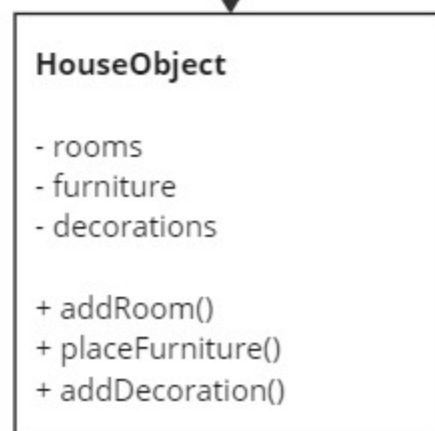 HouseObject
- rooms
- furniture
- decorations
+ addRoom()
+ placeFurniture()
+ addDecoration()